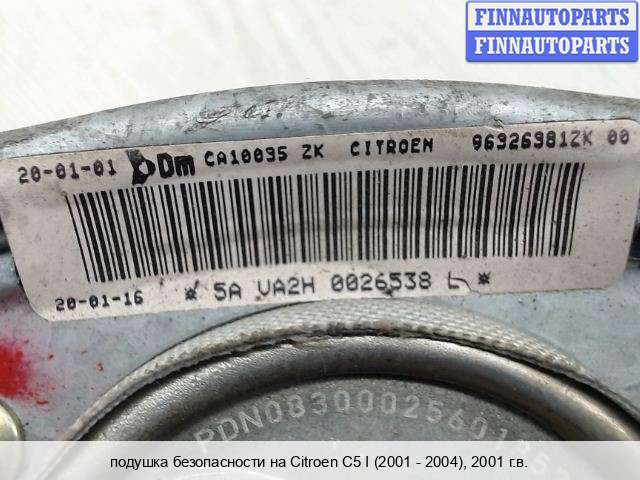 FINNAUTOPARTS
FINNAUTOPARTS
20-01-01 Dm CA10095 ZK CITROEN 96326981ZK 00
20-01-16 * 5A VA2H 0026538 *
PDN08300025601
подушка безопасности на Citroen C5 I (2001 - 2004), 2001 г.в.